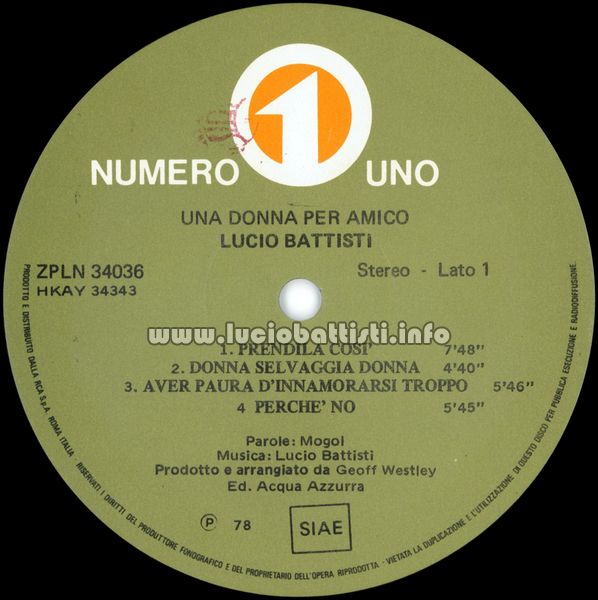 1
NUMERO UNO
UNA DONNA PER AMICO
LUCIO BATTISTI
ZPLN 34036
HKAY 34343
Stereo - Lato 1
www.luciobattisti.info
1. PRENDILA COSI' 7'48"
2. DONNA SELVAGGIA DONNA 4'40"
3. AVER PAURA D'INNAMORARSI TROPPO 5'46"
4 PERCHE' NO 5'45"
Parole: Mogol
Musica: Lucio Battisti
Prodotto e arrangiato da Geoff Westley
Ed. Acqua Azzurra
Ⓟ 78
SIAE
PRODOTTO E DISTRIBUITO DALLA RCA S.p.A. ROMA ITALIA - RISERVATI I DIRITTI DEL PRODUTTORE FONOGRAFICO E DEL PROPRIETARIO DELL'OPERA RIPRODOTTA - VIETATA LA DUPLICAZIONE E L'UTILIZZAZIONE DI QUESTO DISCO PER PUBBLICA ESECUZIONE E RADIODIFFUSIONE.